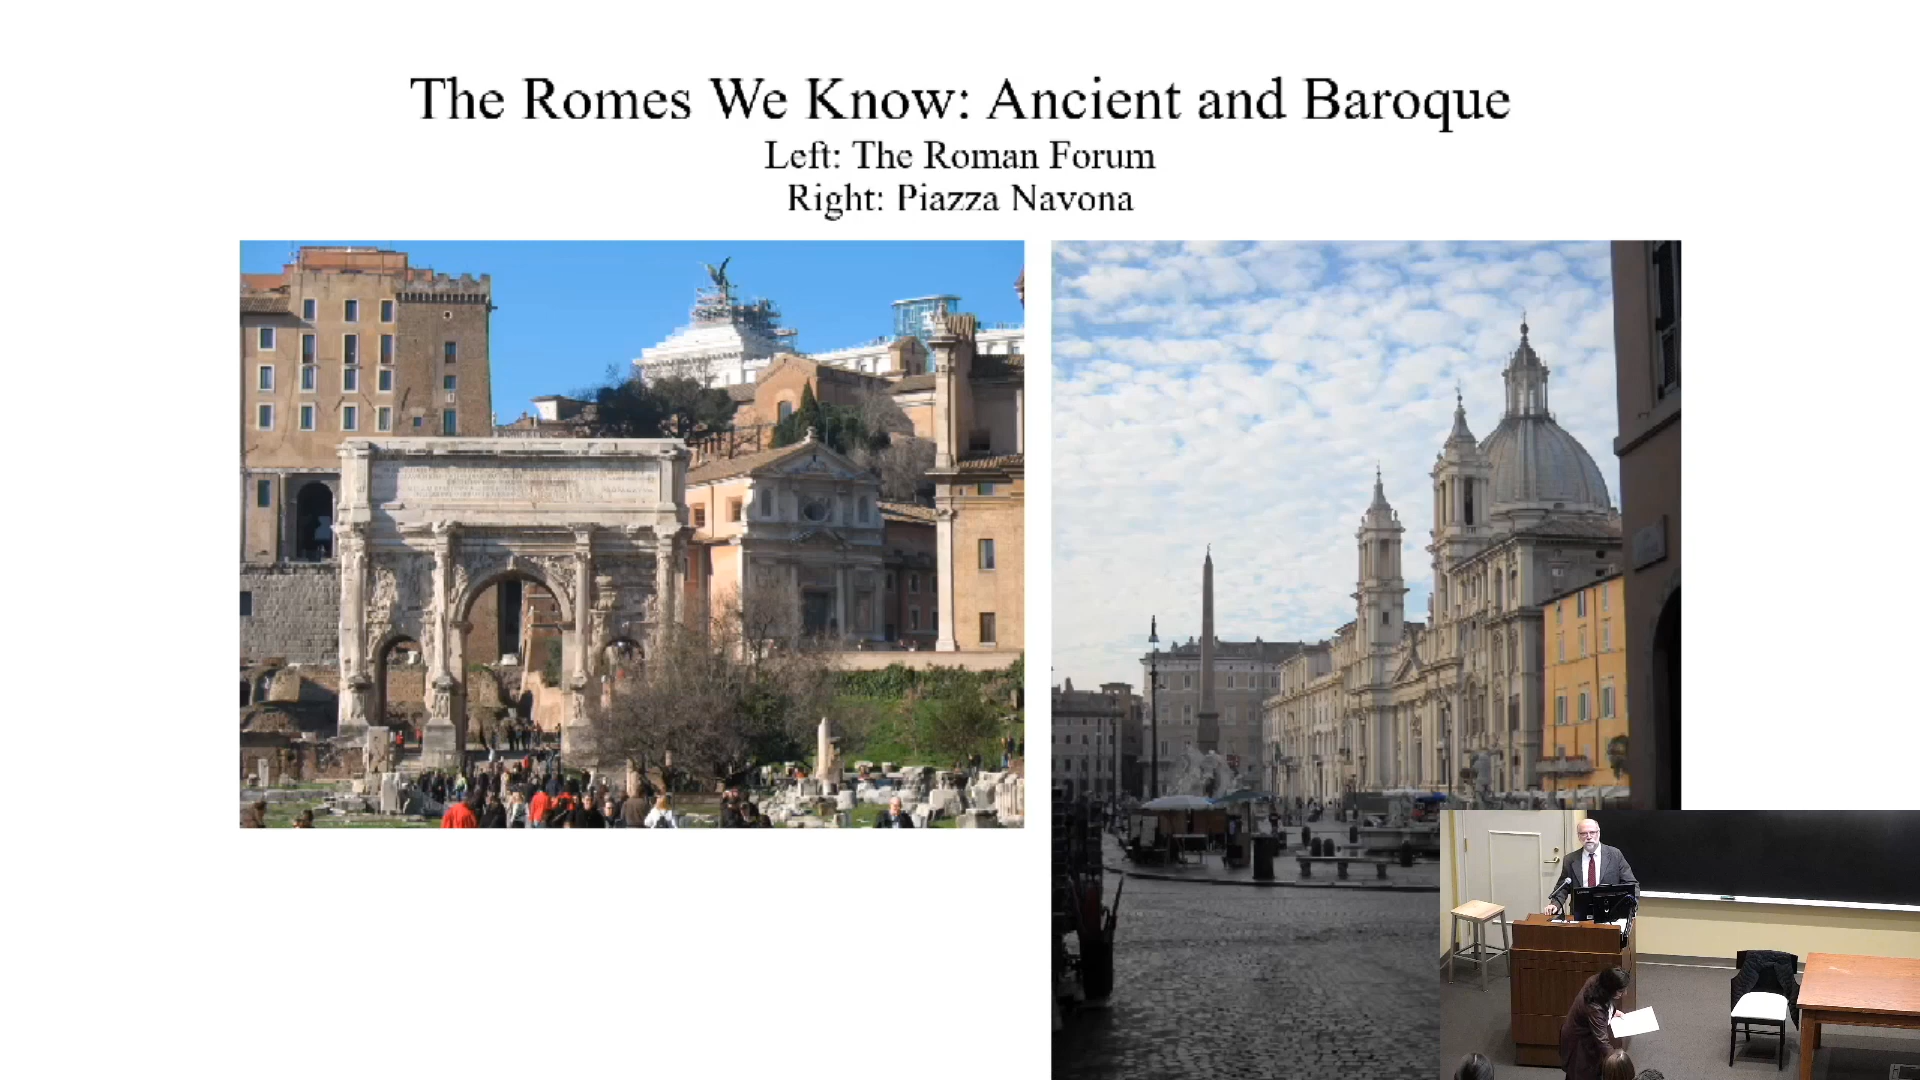 The Romes We Know: Ancient and Baroque
Left: The Roman Forum
Right: Piazza Navona